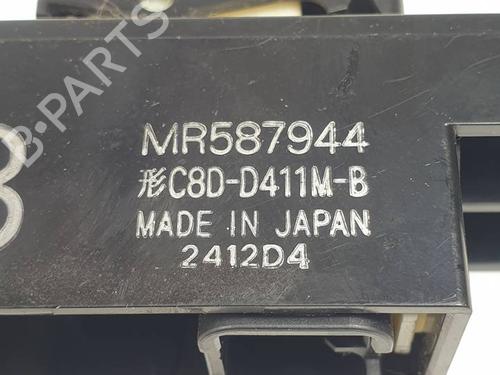 B-PARTS
MR587944
形C8D-D411M-B
MADE IN JAPAN
2412D4